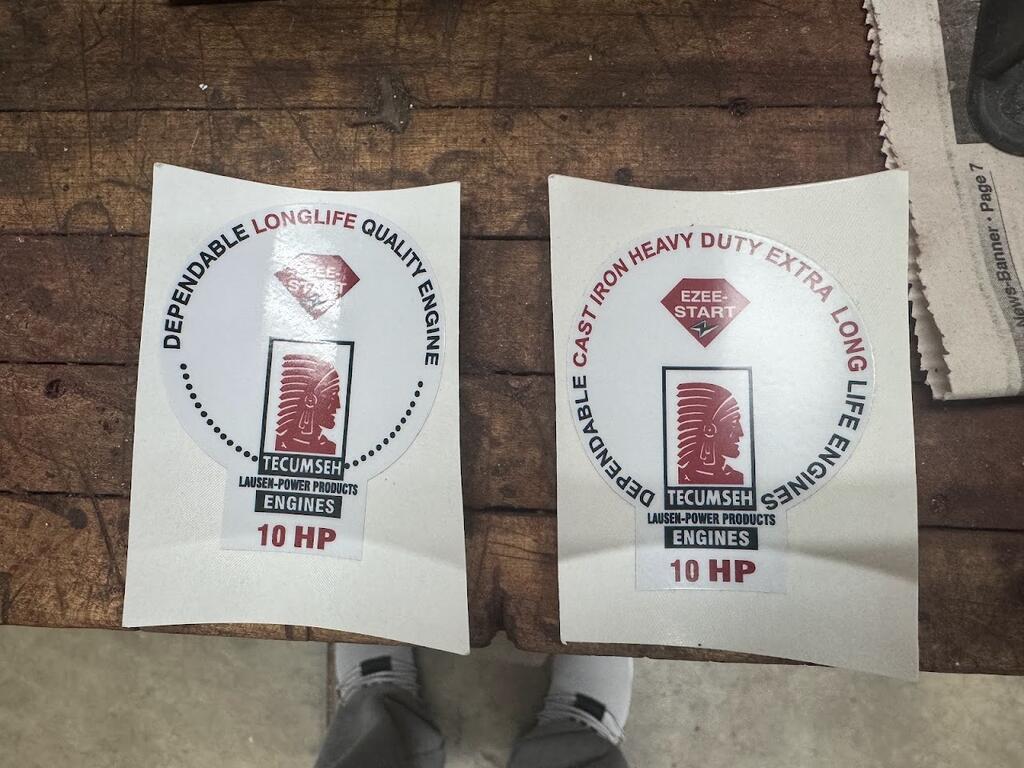 DEPENDABLE LONGLIFE QUALITY ENGINE
EZEE-
START
TECUMSEH
LAUSEN-POWER PRODUCTS
ENGINES
10 HP
DEPENDABLE CAST IRON HEAVY DUTY EXTRA LONG LIFE ENGINES
EZEE-
START
TECUMSEH
LAUSEN-POWER PRODUCTS
ENGINES
10 HP
News-Banner · Page 7